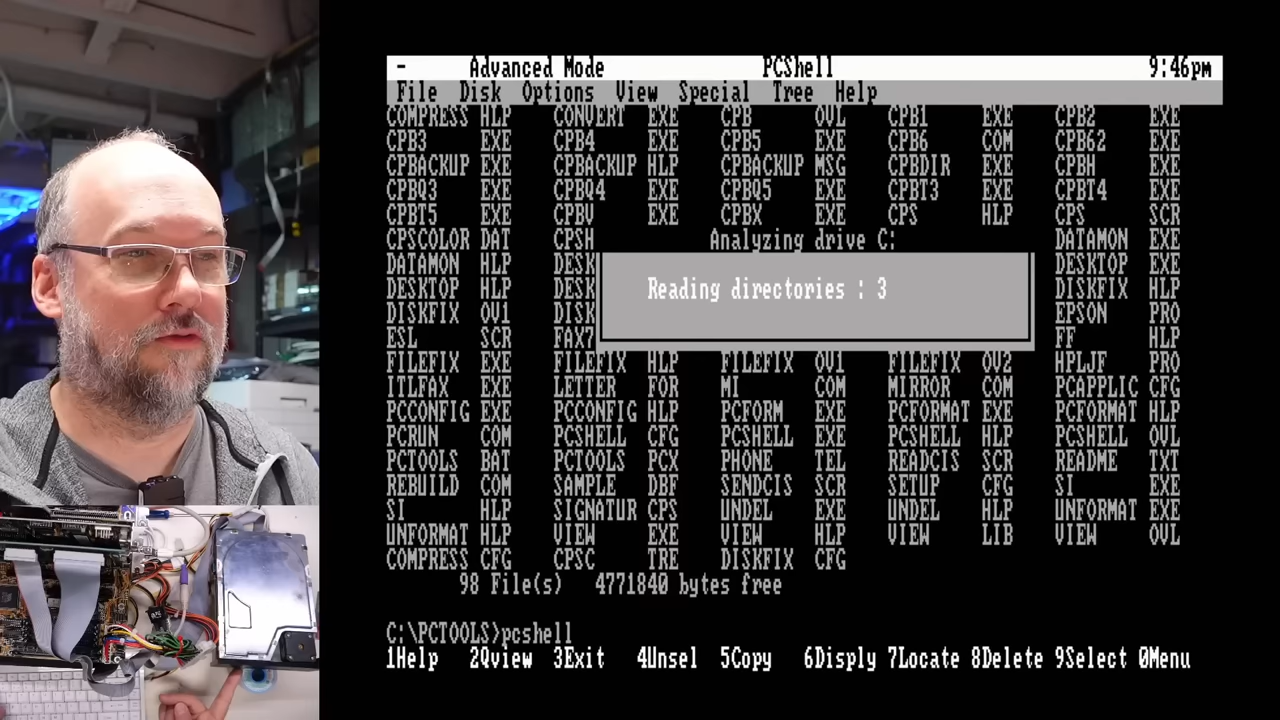 - Advanced Mode PCShell 9:46pm
File Disk Options View Special Tree Help
COMPRESS HLP CONVERT EXE CPB OVL CPB1 EXE CPB2 EXE
CPB3 EXE CPB4 EXE CPB5 EXE CPB6 COM CPB62 EXE
CPBACKUP EXE CPBACKUP HLP CPBACKUP MSG CPBDIR EXE CPBH EXE
CPBQ3 EXE CPBQ4 EXE CPBQ5 EXE CPBT3 EXE CPBT4 EXE
CPBT5 EXE CPBV EXE CPBX EXE CPS HLP CPS SCR
CPSCOLOR DAT CPSH Analyzing drive C: DATAMON EXE
DATAMON HLP DESK DESKTOP EXE
DESKTOP HLP DESK Reading directories : 3 DISKFIX HLP
DISKFIX OV1 DISK EPSON PRO
ESL SCR FAX7 FF HLP
FILEFIX EXE FILEFIX HLP FILEFIX OV1 FILEFIX OV2 HPLJF PRO
ITLFAX EXE LETTER FOR MI COM MIRROR COM PCAPPLIC CFG
PCCONFIG EXE PCCONFIG HLP PCFORM EXE PCFORMAT EXE PCFORMAT HLP
PCRUN COM PCSHELL CFG PCSHELL EXE PCSHELL HLP PCSHELL OVL
PCTOOLS BAT PCTOOLS PCX PHONE TEL READCIS SCR README TXT
REBUILD COM SAMPLE DBF SENDCIS SCR SETUP CFG SI EXE
SI HLP SIGNATUR CPS UNDEL EXE UNDEL HLP UNFORMAT EXE
UNFORMAT HLP VIEW EXE VIEW HLP VIEW LIB VIEW OVL
COMPRESS CFG CPSC TRE DISKFIX CFG
98 File(s) 4771840 bytes free
C:\PCTOOLS>pcshell
1Help 2Qview 3Exit 4Unsel 5Copy 6Disply 7Locate 8Delete 9Select 0Menu